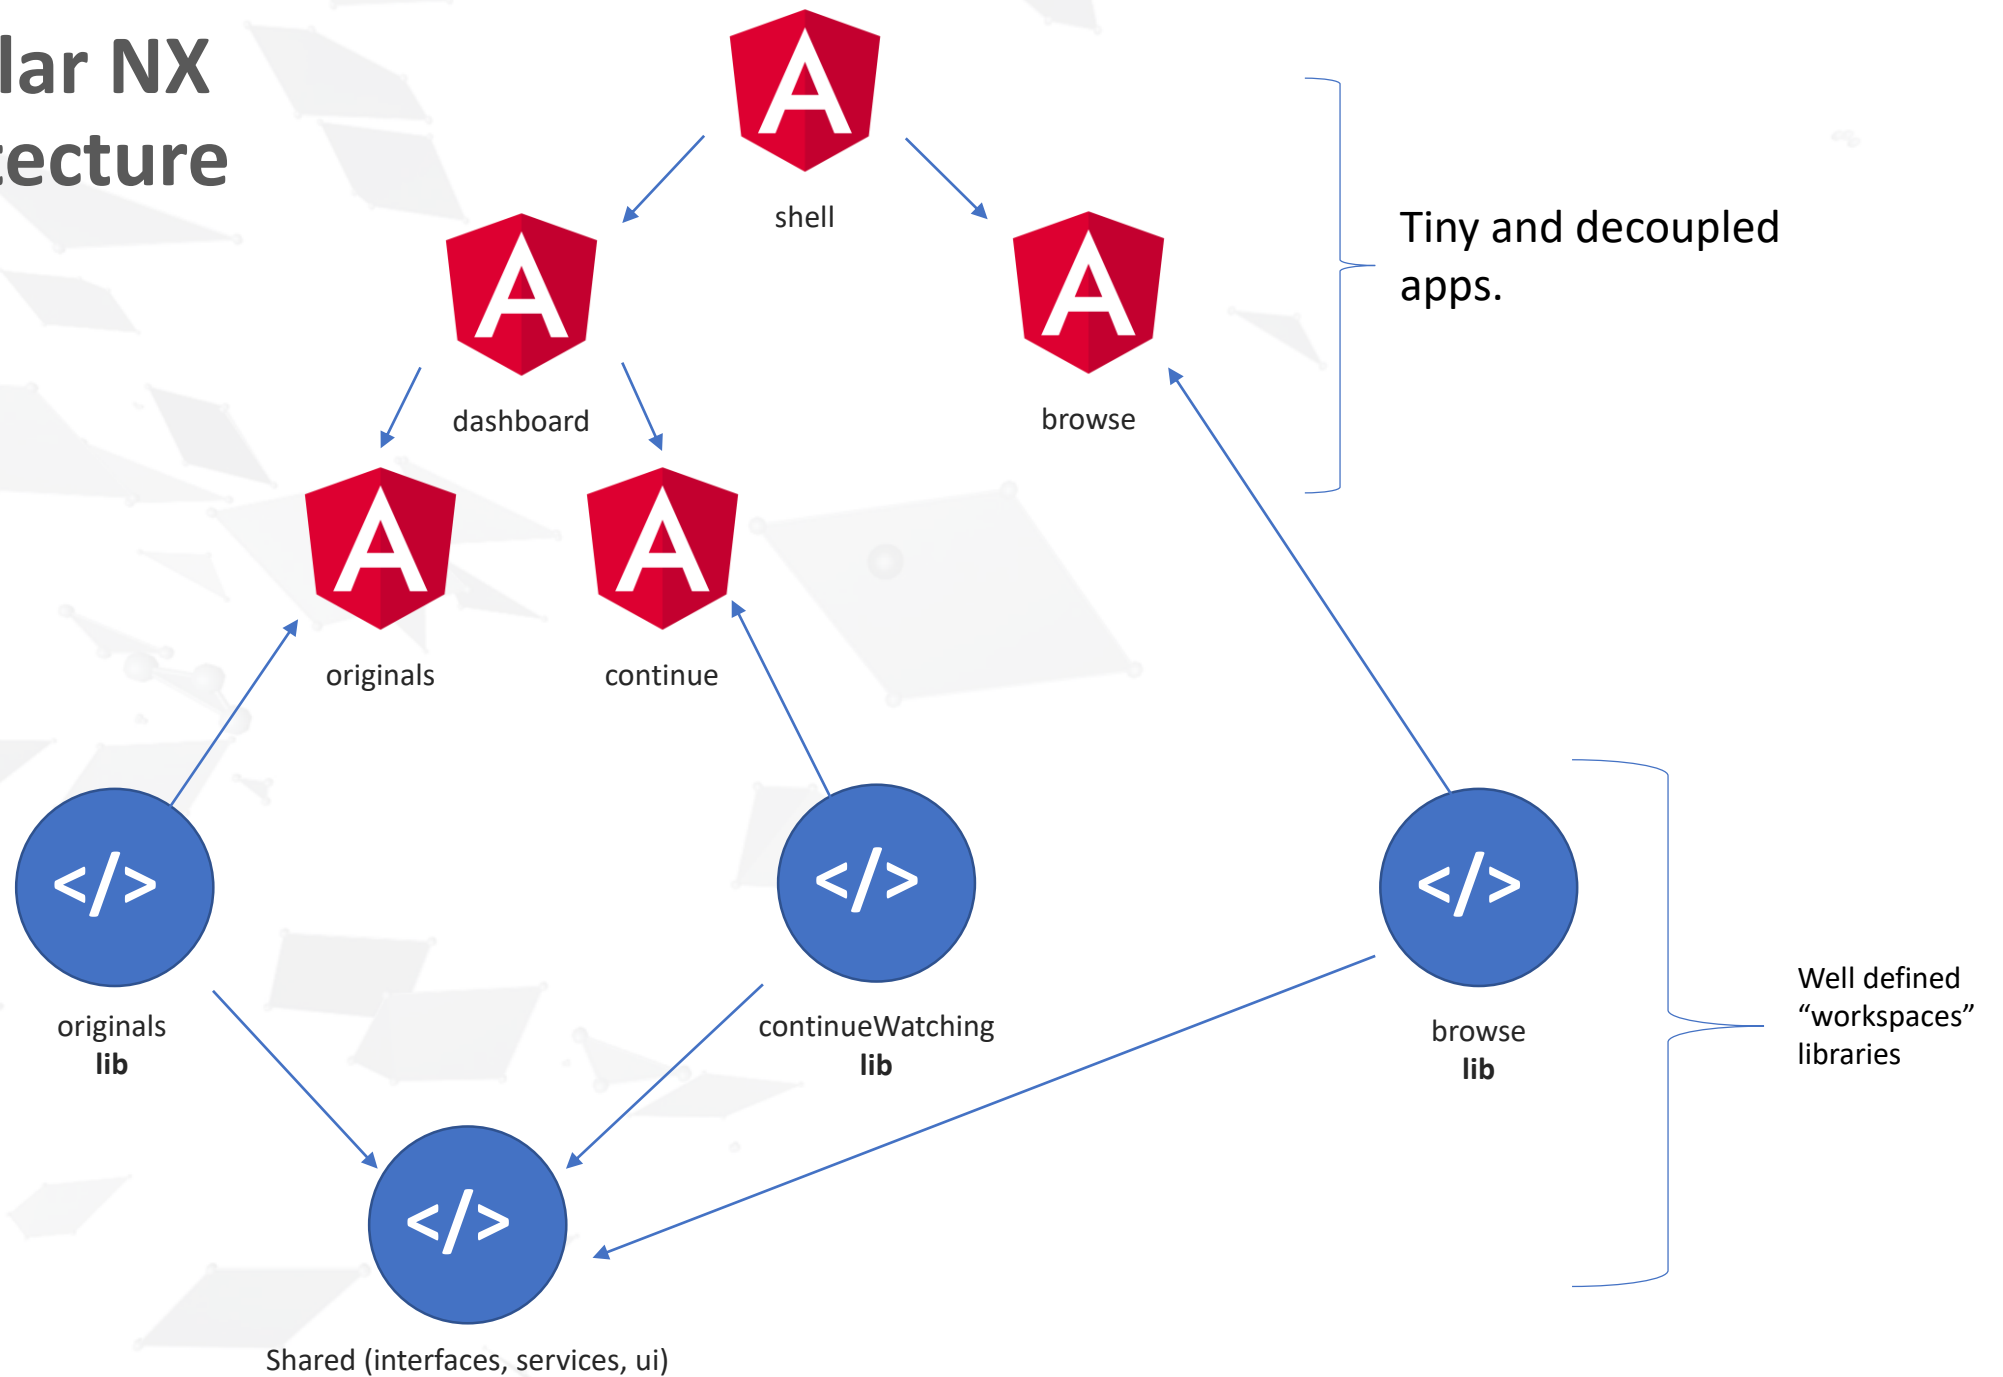 lar NX
tecture
shell
Tiny and decoupled
apps.
dashboard
browse
originals
continue
</>
</>
</>
originals
lib
continueWatching
lib
browse
lib
Well defined
“workspaces”
libraries
</>
Shared (interfaces, services, ui)